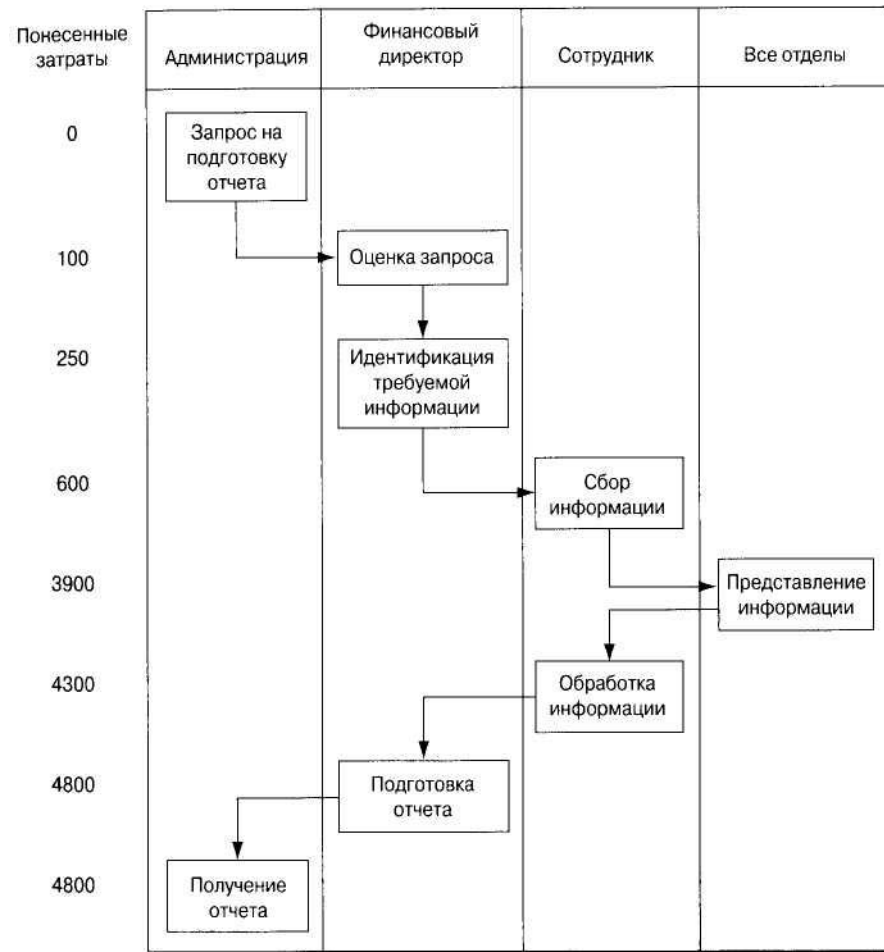 Понесенные
затраты
Администрация
Финансовый
директор
Сотрудник
Все отделы
0
Запрос на
подготовку
отчета
100
Оценка запроса
250
Идентификация
требуемой
информации
600
Сбор
информации
3900
Представление
информации
4300
Обработка
информации
4800
Подготовка
отчета
4800
Получение
отчета